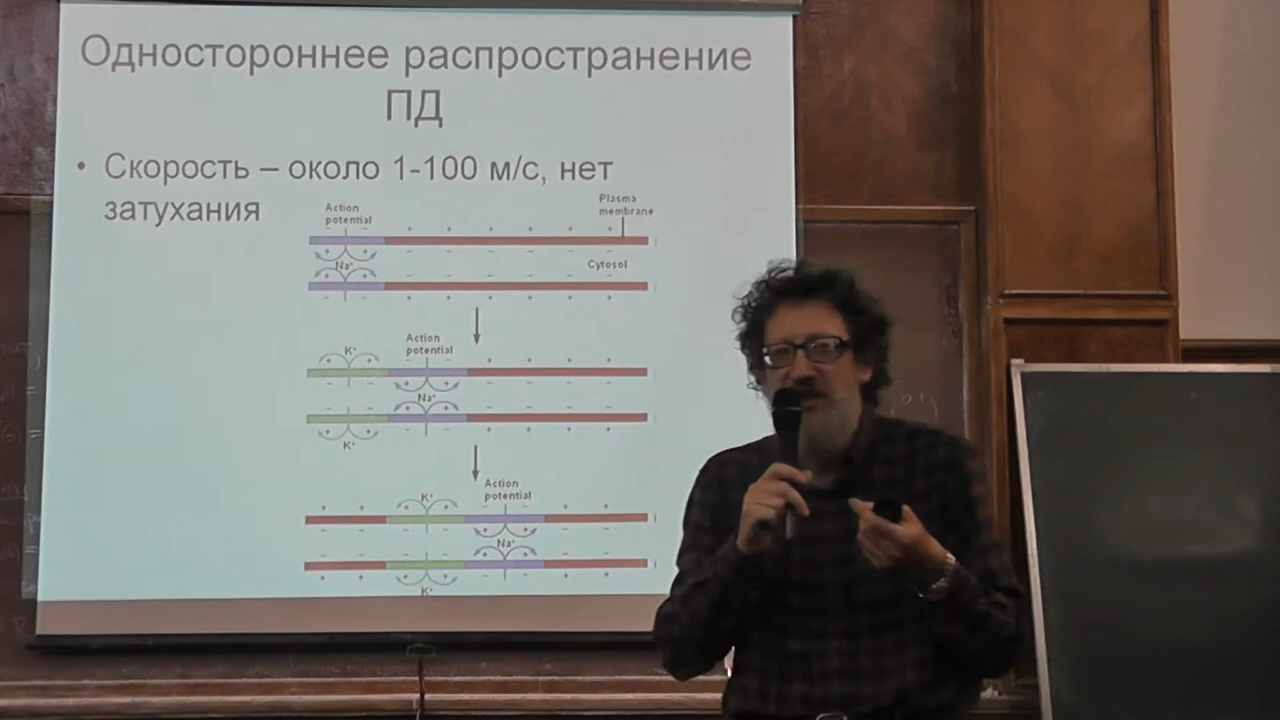 Одностороннее распространение
ПД
• Скорость – около 1-100 м/с, нет
затухания
Action
potential
Plasma
membrane
Na⁺
Cytosol
K⁺
Action
potential
Na⁺
K⁺
K⁺
Action
potential
Na⁺
K⁺